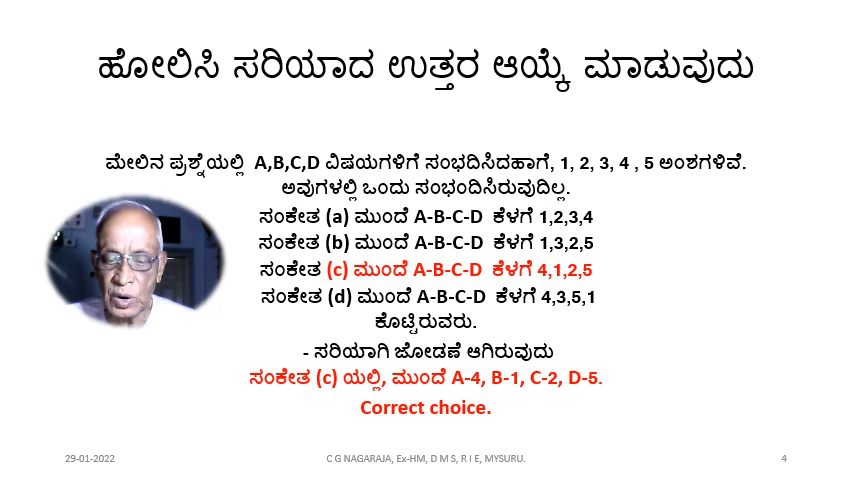 ಹೋಲಿಸಿ ಸರಿಯಾದ ಉತ್ತರ ಆಯ್ಕೆ ಮಾಡುವುದು
ಮೇಲಿನ ಪ್ರಶ್ನೆಯಲ್ಲಿ A,B,C,D ವಿಷಯಗಳಿಗೆ ಸಂಭದಿಸಿದಹಾಗೆ, 1, 2, 3, 4 , 5 ಅಂಶಗಳಿವೆ.
ಅವುಗಳಲ್ಲಿ ಒಂದು ಸಂಭಂದಿಸಿರುವುದಿಲ್ಲ.
ಸಂಕೇತ (a) ಮುಂದೆ A-B-C-D ಕೆಳಗೆ 1,2,3,4
ಸಂಕೇತ (b) ಮುಂದೆ A-B-C-D ಕೆಳಗೆ 1,3,2,5
ಸಂಕೇತ (c) ಮುಂದೆ A-B-C-D ಕೆಳಗೆ 4,1,2,5
ಸಂಕೇತ (d) ಮುಂದೆ A-B-C-D ಕೆಳಗೆ 4,3,5,1
ಕೊಟ್ಟಿರುವರು.
- ಸರಿಯಾಗಿ ಜೋಡಣೆ ಆಗಿರುವುದು
ಸಂಕೇತ (c) ಯಲ್ಲಿ, ಮುಂದೆ A-4, B-1, C-2, D-5.
Correct choice.
29-01-2022
C G NAGARAJA, Ex-HM, D M S, R I E, MYSURU.
4